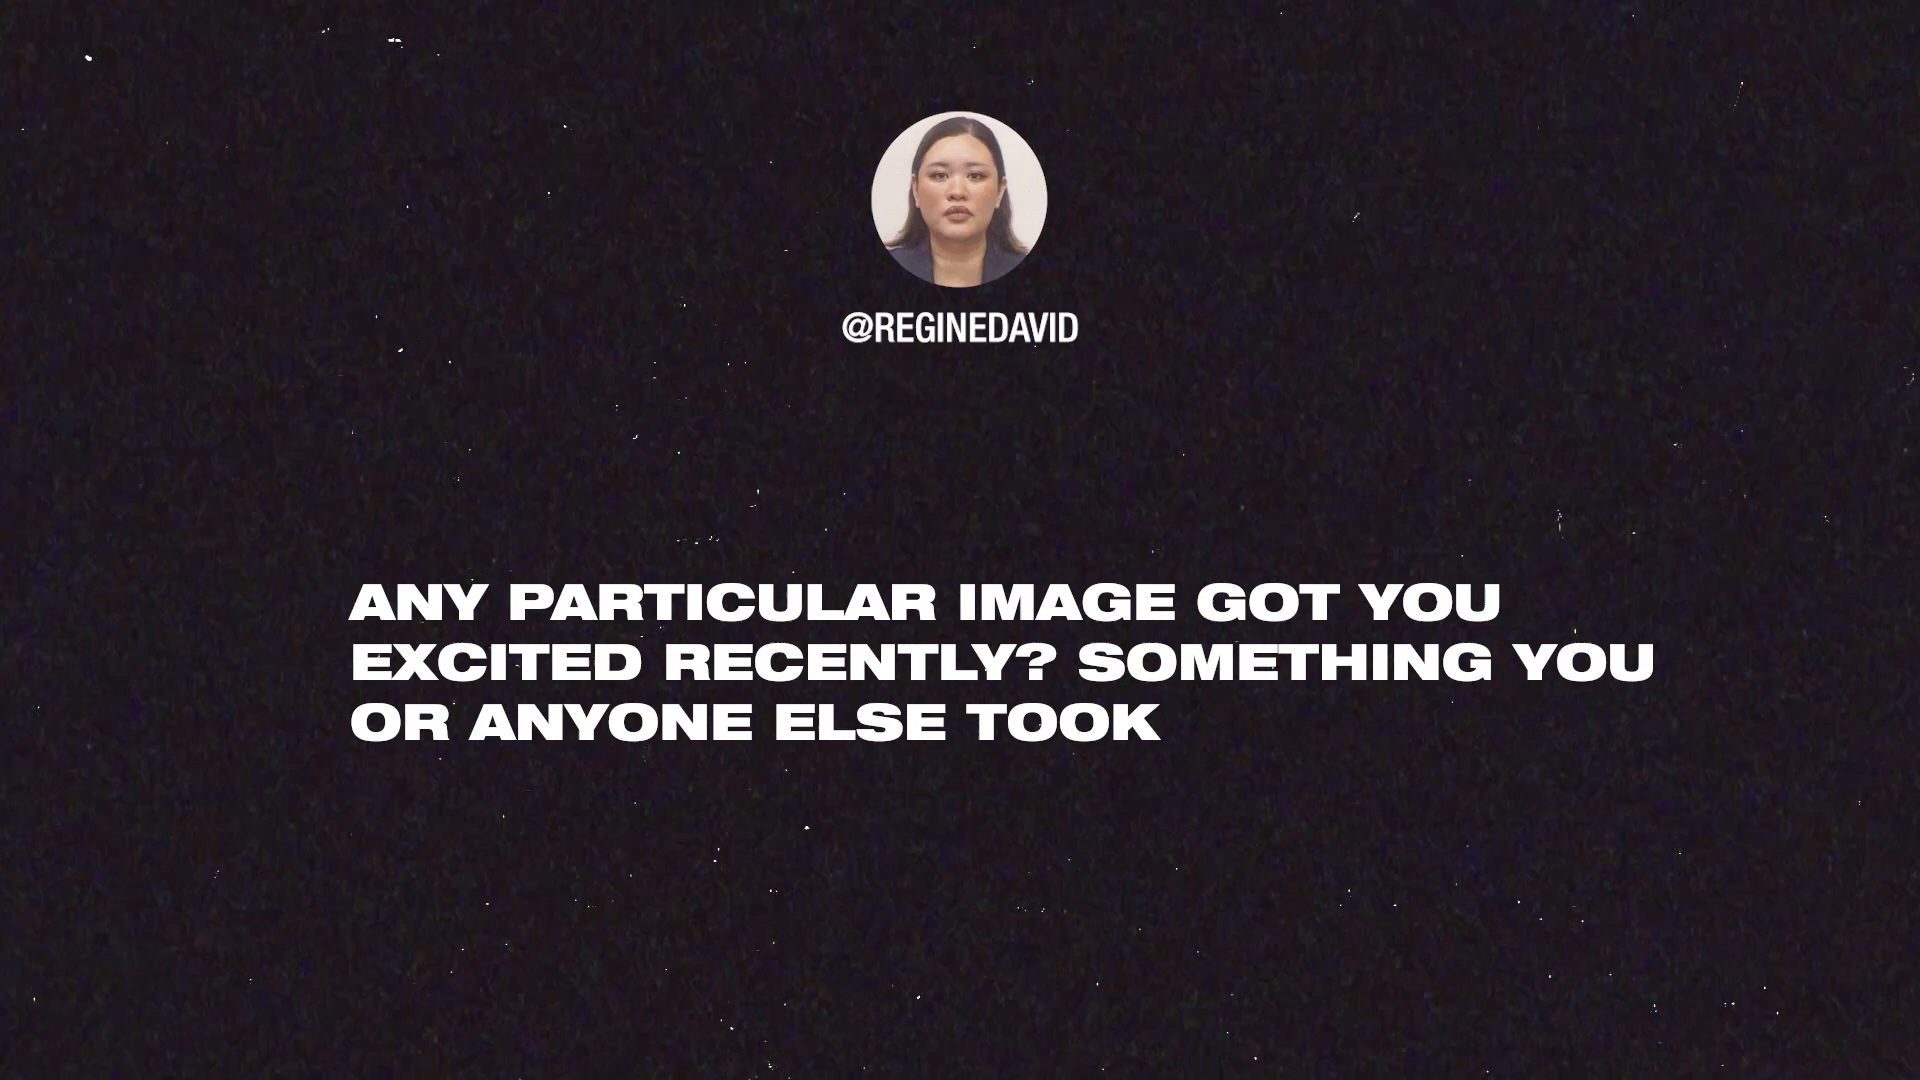 @REGINEDAVID
ANY PARTICULAR IMAGE GOT YOU
EXCITED RECENTLY? SOMETHING YOU
OR ANYONE ELSE TOOK